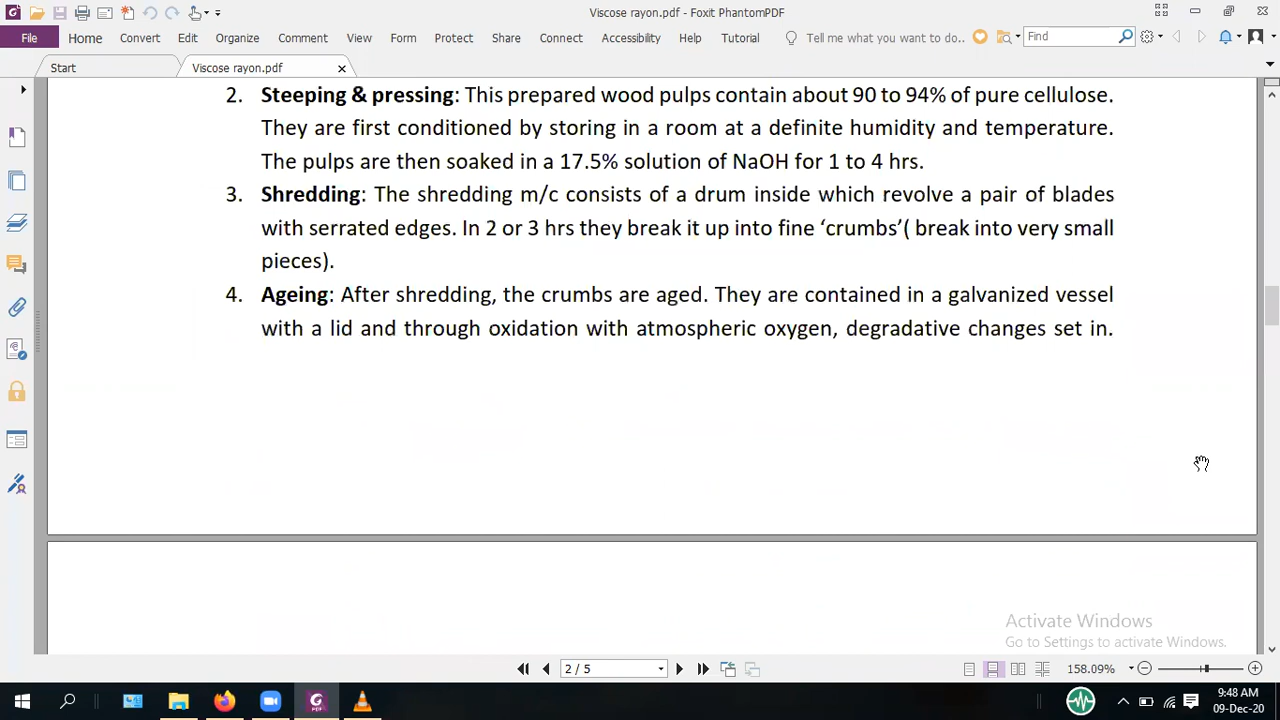 Viscose rayon.pdf - Foxit PhantomPDF
File Home Convert Edit Organize Comment View Form Protect Share Connect Accessibility Help Tutorial Tell me what you want to do.. Find
Start Viscose rayon.pdf
2. Steeping & pressing: This prepared wood pulps contain about 90 to 94% of pure cellulose.
They are first conditioned by storing in a room at a definite humidity and temperature.
The pulps are then soaked in a 17.5% solution of NaOH for 1 to 4 hrs.
3. Shredding: The shredding m/c consists of a drum inside which revolve a pair of blades
with serrated edges. In 2 or 3 hrs they break it up into fine ‘crumbs’( break into very small
pieces).
4. Ageing: After shredding, the crumbs are aged. They are contained in a galvanized vessel
with a lid and through oxidation with atmospheric oxygen, degradative changes set in.
Activate Windows
Go to Settings to activate Windows.
2 / 5 158.09%
9:48 AM
09-Dec-20